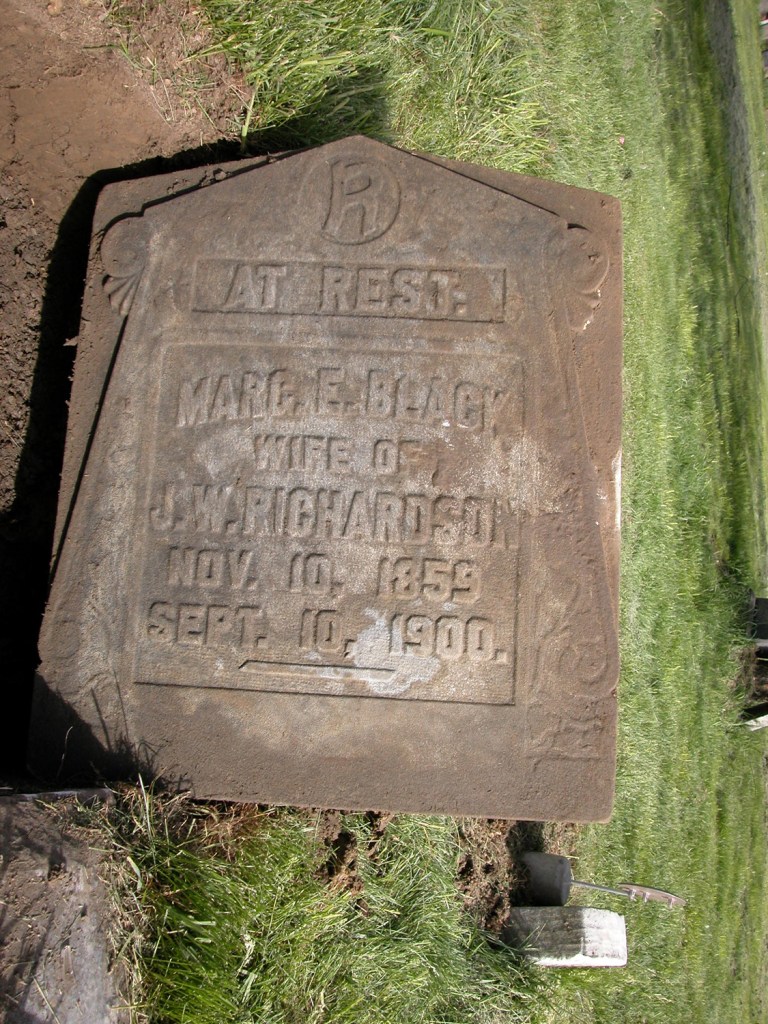 R
AT REST.
MARG. E. BLACK
WIFE OF
J.W. RICHARDSON
NOV. 10, 1859
SEPT. 10, 1900.